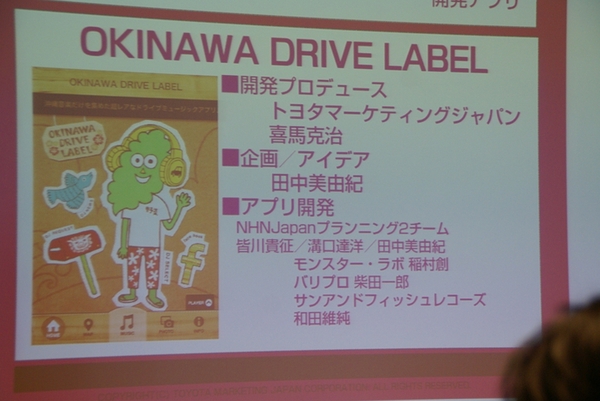 開発アプリ
OKINAWA DRIVE LABEL
OKINAWA DRIVE LABEL
OKINAWA
DRIVE
LABEL
PLAYER
HOME
MAP
MUSIC
INFO
■開発プロデュース
トヨタマーケティングジャパン
喜馬克治
■企画／アイデア
田中美由紀
■アプリ開発
NHNJapanプランニング2チーム
皆川貴征／溝口達洋／田中美由紀
モンスター・ラボ 稲村創
バリプロ 柴田一郎
サンアンドフィッシュレコーズ
和田維純